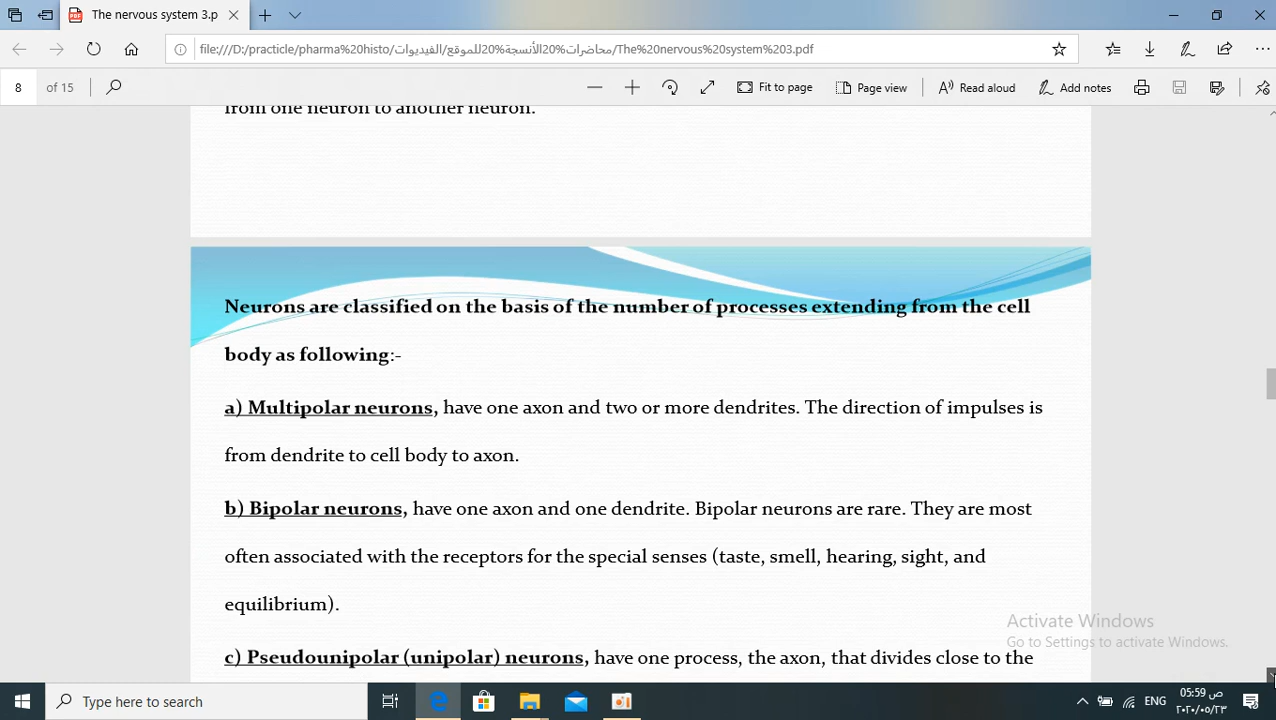 The nervous system 3.p
file:///D:/practicle/pharma%20histo/محاضرات%20الأنسجة%20للموقع/الفيديوات/The%20nervous%20system%203.pdf
8 of 15
Fit to page
Page view
Read aloud
Add notes
from one neuron to another neuron.
Neurons are classified on the basis of the number of processes extending from the cell
body as following:-
a) Multipolar neurons, have one axon and two or more dendrites. The direction of impulses is
from dendrite to cell body to axon.
b) Bipolar neurons, have one axon and one dendrite. Bipolar neurons are rare. They are most
often associated with the receptors for the special senses (taste, smell, hearing, sight, and
equilibrium).
Activate Windows
Go to Settings to activate Windows.
c) Pseudounipolar (unipolar) neurons, have one process, the axon, that divides close to the
Type here to search
ENG
05:59 ص
٢٠٢٠/٠٥/٢٣